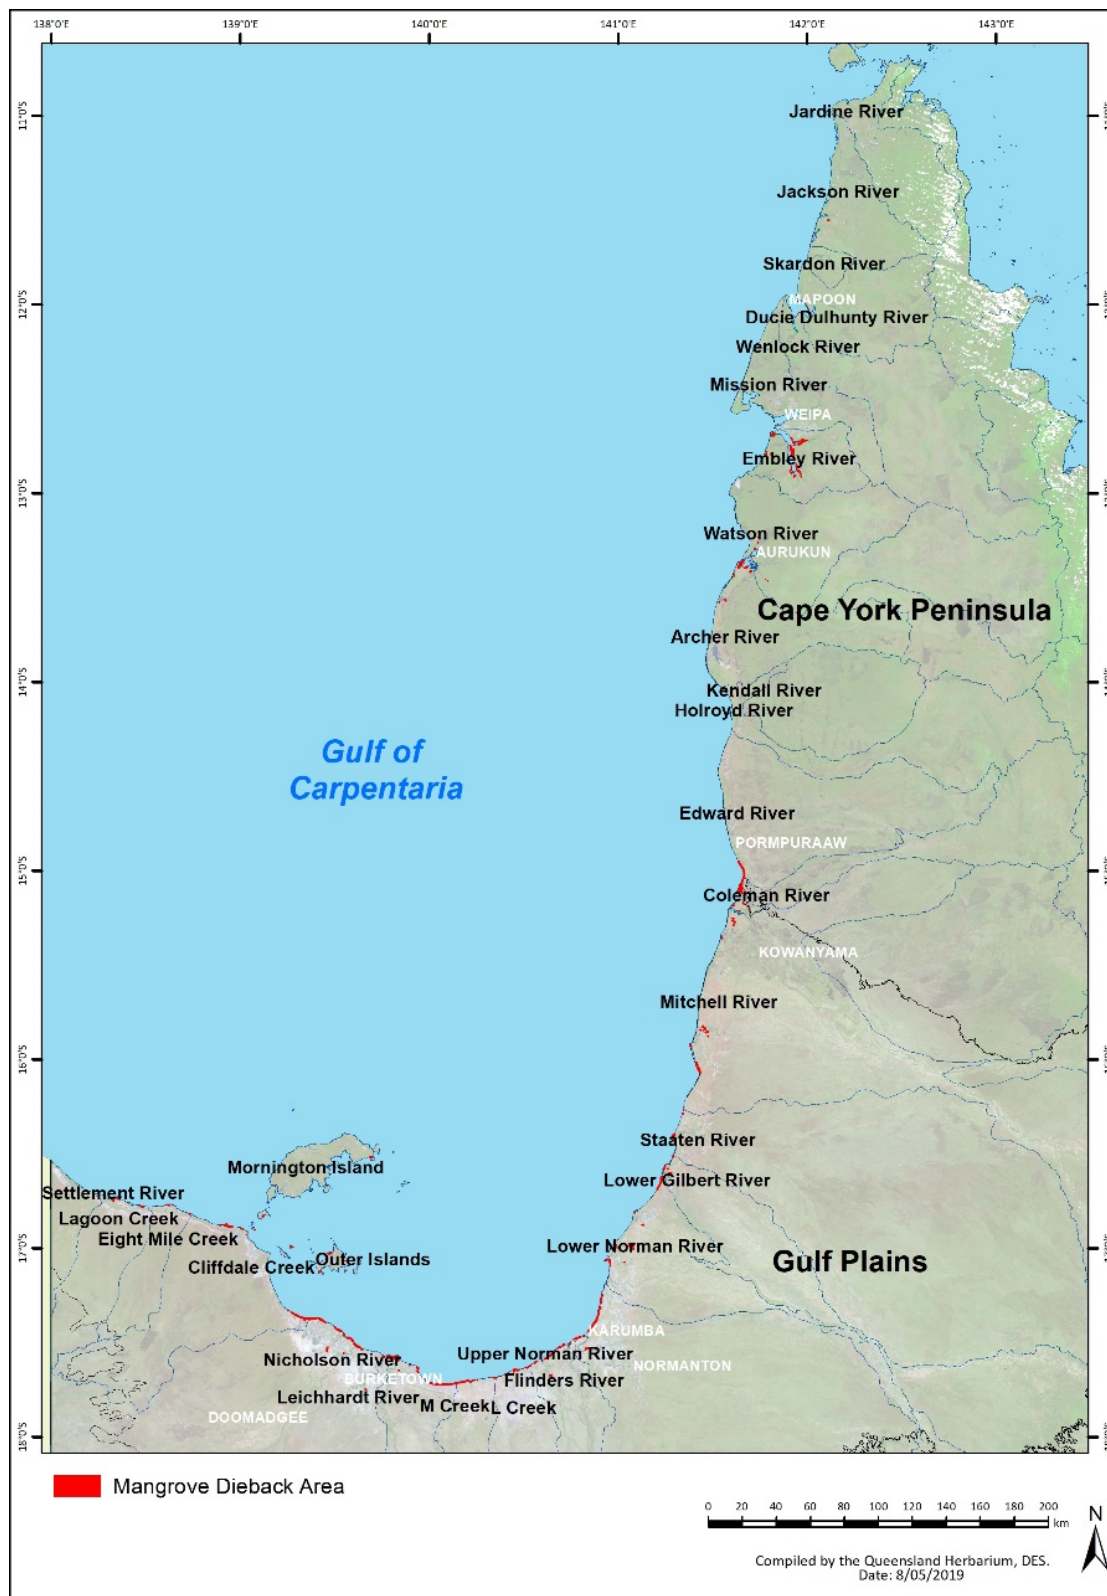 138°0'E 139°0'E 140°0'E 141°0'E 142°0'E 143°0'E
11°0'S
Jardine River
Jackson River
Skardon River
12°0'S
MAPOON
Ducie Dulhunty River
Wenlock River
Mission River
WEIPA
Embley River
13°0'S
Watson River
AURUKUN
Cape York Peninsula
Archer River
14°0'S
Kendall River
Holroyd River
Gulf of
Carpentaria
Edward River
PORMPURAAW
15°0'S
Coleman River
KOWANYAMA
Mitchell River
16°0'S
Staaten River
Mornington Island
Lower Gilbert River
Settlement River
Lagoon Creek
Eight Mile Creek
Lower Norman River
17°0'S
Outer Islands
Cliffdale Creek
Gulf Plains
KARUMBA
Upper Norman River
Nicholson River
NORMANTON
BURKETOWN
Flinders River
Leichhardt River
M Creek
L Creek
DOOMADGEE
18°0'S
Mangrove Dieback Area
0 20 40 60 80 100 120 140 160 180 200
km
N
Compiled by the Queensland Herbarium, DES.
Date: 8/05/2019